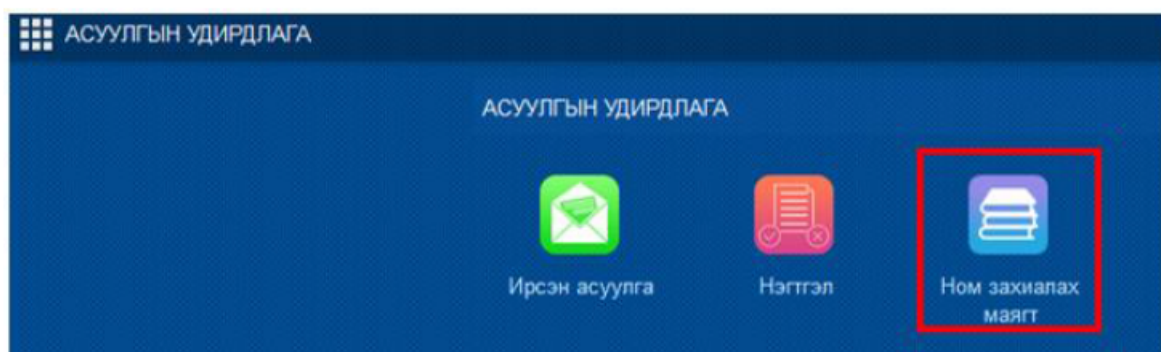 АСУУЛГЫН УДИРДЛАГА
АСУУЛГЫН УДИРДЛАГА
Ирсэн асуулга
Нэгтгэл
Ном захиалах
маягт